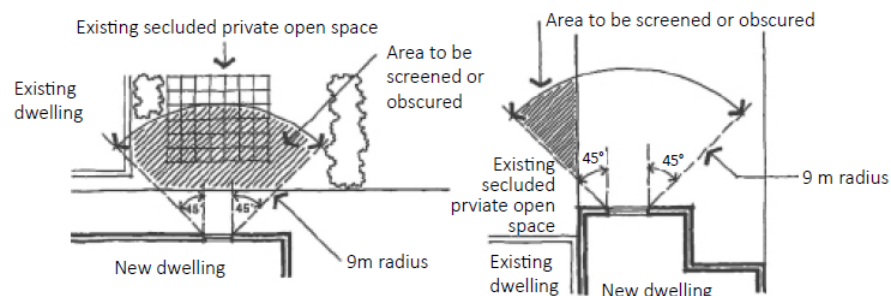 Existing secluded private open space
Area to be
screened or
obscured
Existing
dwelling
45°
45°
New dwelling
9m radius
Area to be screened or obscured
45°
45°
Existing
secluded
prviate open
space
9 m radius
Existing
dwelling
New dwelling